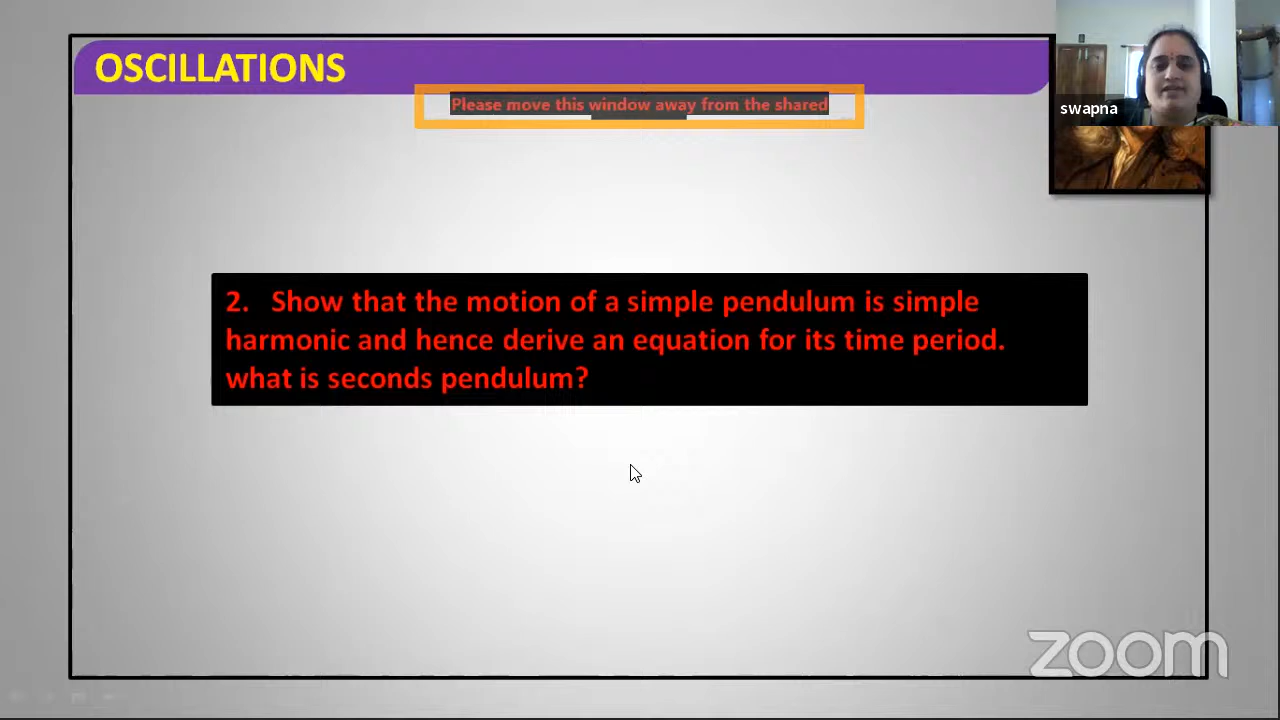 OSCILLATIONS
Please move this window away from the shared
swapna
2. Show that the motion of a simple pendulum is simple
harmonic and hence derive an equation for its time period.
what is seconds pendulum?
zoom